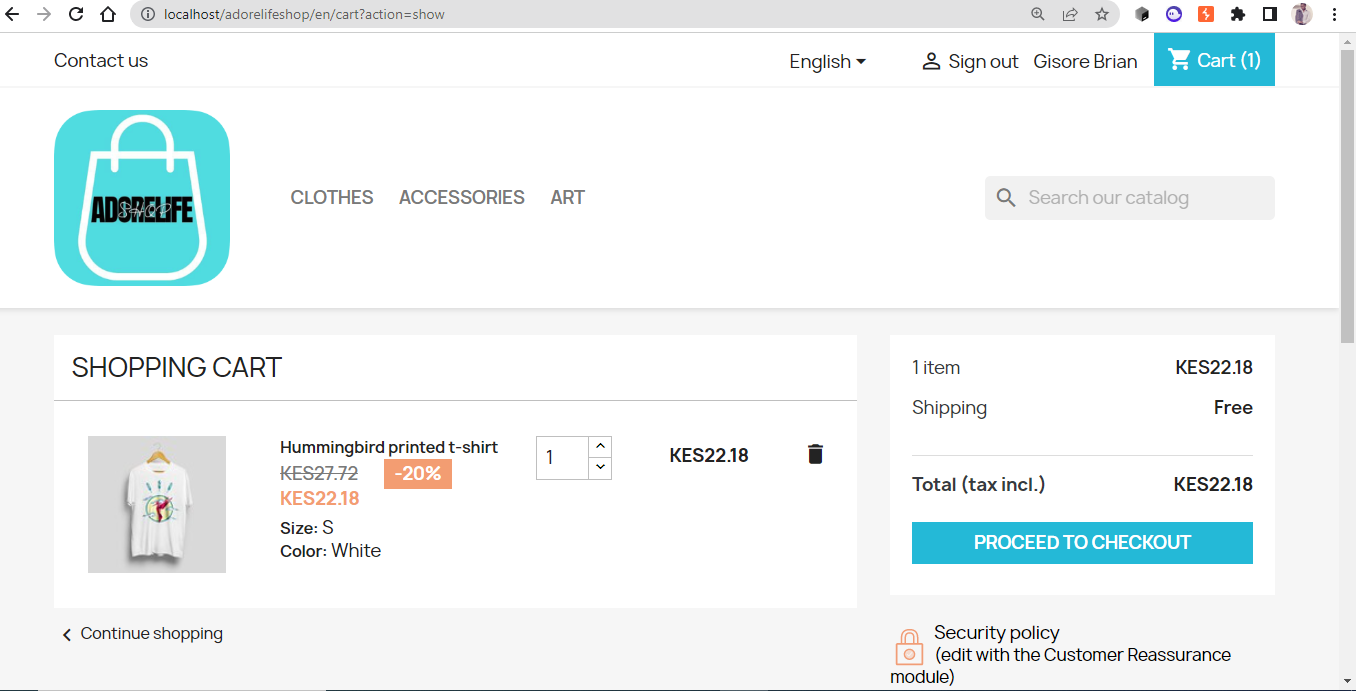 localhost/adorelifeshop/en/cart?action=show
Contact us
English
Sign out
Gisore Brian
Cart (1)
ADORELIFE
SHOP
CLOTHES
ACCESSORIES
ART
Search our catalog
SHOPPING CART
Hummingbird printed t-shirt
KES27.72 -20%
KES22.18
Size: S
Color: White
1
KES22.18
Continue shopping
1 item KES22.18
Shipping Free
Total (tax incl.) KES22.18
PROCEED TO CHECKOUT
Security policy
(edit with the Customer Reassurance
module)